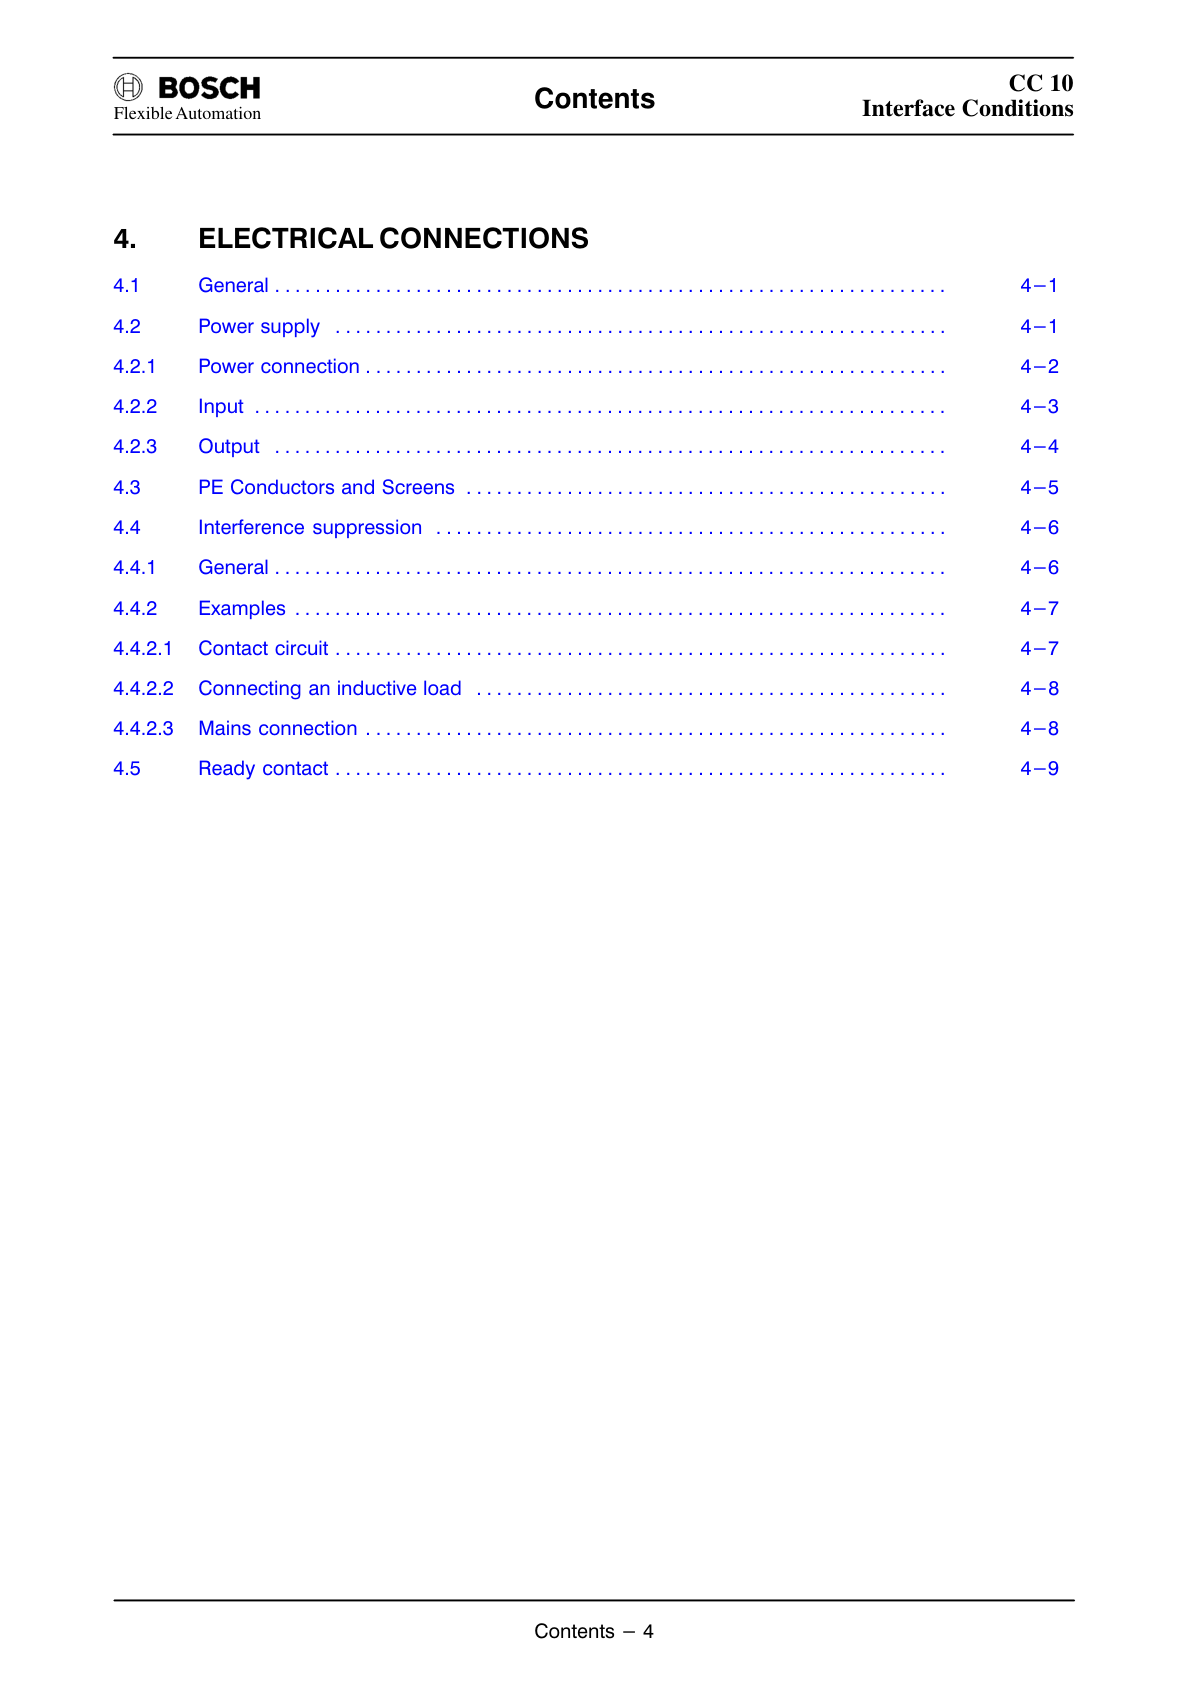 BOSCH
Flexible Automation
Contents
CC 10
Interface Conditions
4. ELECTRICAL CONNECTIONS
4.1 General . . . . . . . . . . . . . . . . . . . . . . . . . . . . . . . . . . . . . . . . . . . . . . . . . . . . . . . . . . . . . . . . . . . 4–1
4.2 Power supply . . . . . . . . . . . . . . . . . . . . . . . . . . . . . . . . . . . . . . . . . . . . . . . . . . . . . . . . . . . . . 4–1
4.2.1 Power connection . . . . . . . . . . . . . . . . . . . . . . . . . . . . . . . . . . . . . . . . . . . . . . . . . . . . . . . . . . 4–2
4.2.2 Input . . . . . . . . . . . . . . . . . . . . . . . . . . . . . . . . . . . . . . . . . . . . . . . . . . . . . . . . . . . . . . . . . . . . . 4–3
4.2.3 Output . . . . . . . . . . . . . . . . . . . . . . . . . . . . . . . . . . . . . . . . . . . . . . . . . . . . . . . . . . . . . . . . . . . 4–4
4.3 PE Conductors and Screens . . . . . . . . . . . . . . . . . . . . . . . . . . . . . . . . . . . . . . . . . . . . . . . . 4–5
4.4 Interference suppression . . . . . . . . . . . . . . . . . . . . . . . . . . . . . . . . . . . . . . . . . . . . . . . . . . . 4–6
4.4.1 General . . . . . . . . . . . . . . . . . . . . . . . . . . . . . . . . . . . . . . . . . . . . . . . . . . . . . . . . . . . . . . . . . . . 4–6
4.4.2 Examples . . . . . . . . . . . . . . . . . . . . . . . . . . . . . . . . . . . . . . . . . . . . . . . . . . . . . . . . . . . . . . . . . 4–7
4.4.2.1 Contact circuit . . . . . . . . . . . . . . . . . . . . . . . . . . . . . . . . . . . . . . . . . . . . . . . . . . . . . . . . . . . . . 4–7
4.4.2.2 Connecting an inductive load . . . . . . . . . . . . . . . . . . . . . . . . . . . . . . . . . . . . . . . . . . . . . . . 4–8
4.4.2.3 Mains connection . . . . . . . . . . . . . . . . . . . . . . . . . . . . . . . . . . . . . . . . . . . . . . . . . . . . . . . . . . 4–8
4.5 Ready contact . . . . . . . . . . . . . . . . . . . . . . . . . . . . . . . . . . . . . . . . . . . . . . . . . . . . . . . . . . . . . 4–9
Contents – 4